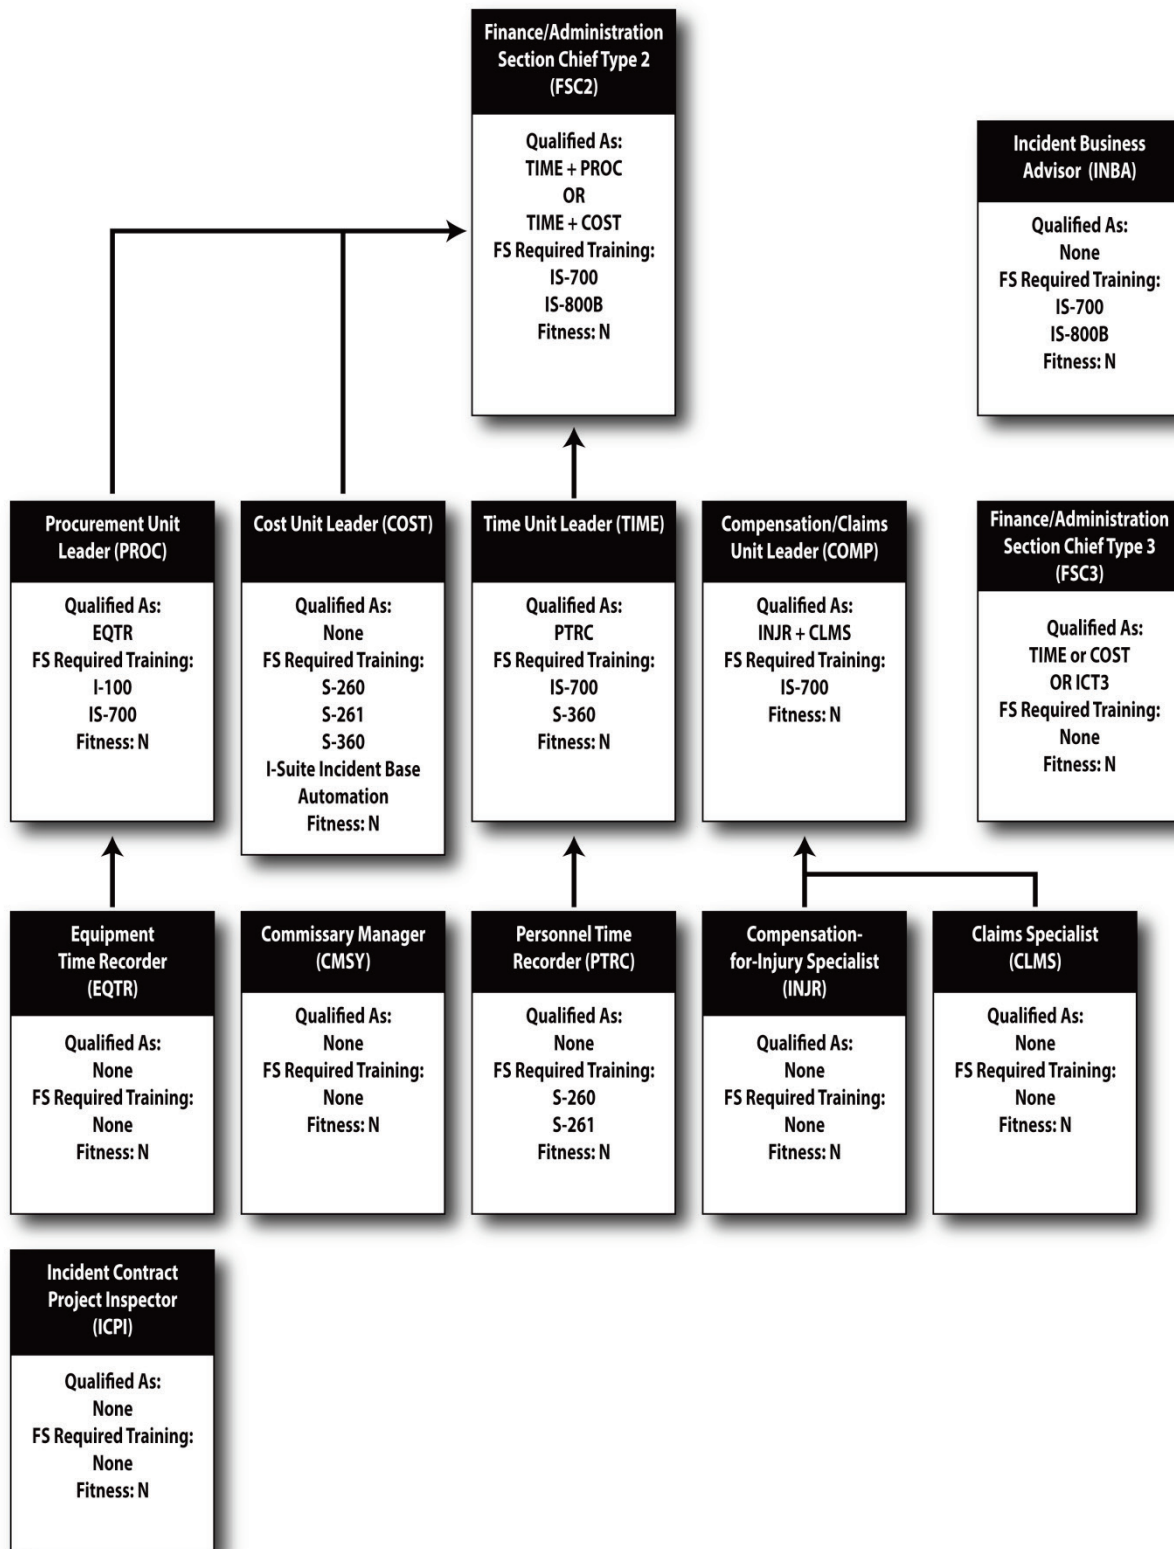 Finance/Administration
Section Chief Type 2
(FSC2)
Qualified As:
TIME + PROC
OR
TIME + COST
FS Required Training:
IS-700
IS-800B
Fitness: N
Incident Business
Advisor (INBA)
Qualified As:
None
FS Required Training:
IS-700
IS-800B
Fitness: N
Procurement Unit
Leader (PROC)
Qualified As:
EQTR
FS Required Training:
I-100
IS-700
Fitness: N
Cost Unit Leader (COST)
Qualified As:
None
FS Required Training:
S-260
S-261
S-360
I-Suite Incident Base
Automation
Fitness: N
Time Unit Leader (TIME)
Qualified As:
PTRC
FS Required Training:
IS-700
S-360
Fitness: N
Compensation/Claims
Unit Leader (COMP)
Qualified As:
INJR + CLMS
FS Required Training:
IS-700
Fitness: N
Finance/Administration
Section Chief Type 3
(FSC3)
Qualified As:
TIME or COST
OR ICT3
FS Required Training:
None
Fitness: N
Equipment
Time Recorder
(EQTR)
Qualified As:
None
FS Required Training:
None
Fitness: N
Commissary Manager
(CMSY)
Qualified As:
None
FS Required Training:
None
Fitness: N
Personnel Time
Recorder (PTRC)
Qualified As:
None
FS Required Training:
S-260
S-261
Fitness: N
Compensation-
for-Injury Specialist
(INJR)
Qualified As:
None
FS Required Training:
None
Fitness: N
Claims Specialist
(CLMS)
Qualified As:
None
FS Required Training:
None
Fitness: N
Incident Contract
Project Inspector
(ICPI)
Qualified As:
None
FS Required Training:
None
Fitness: N